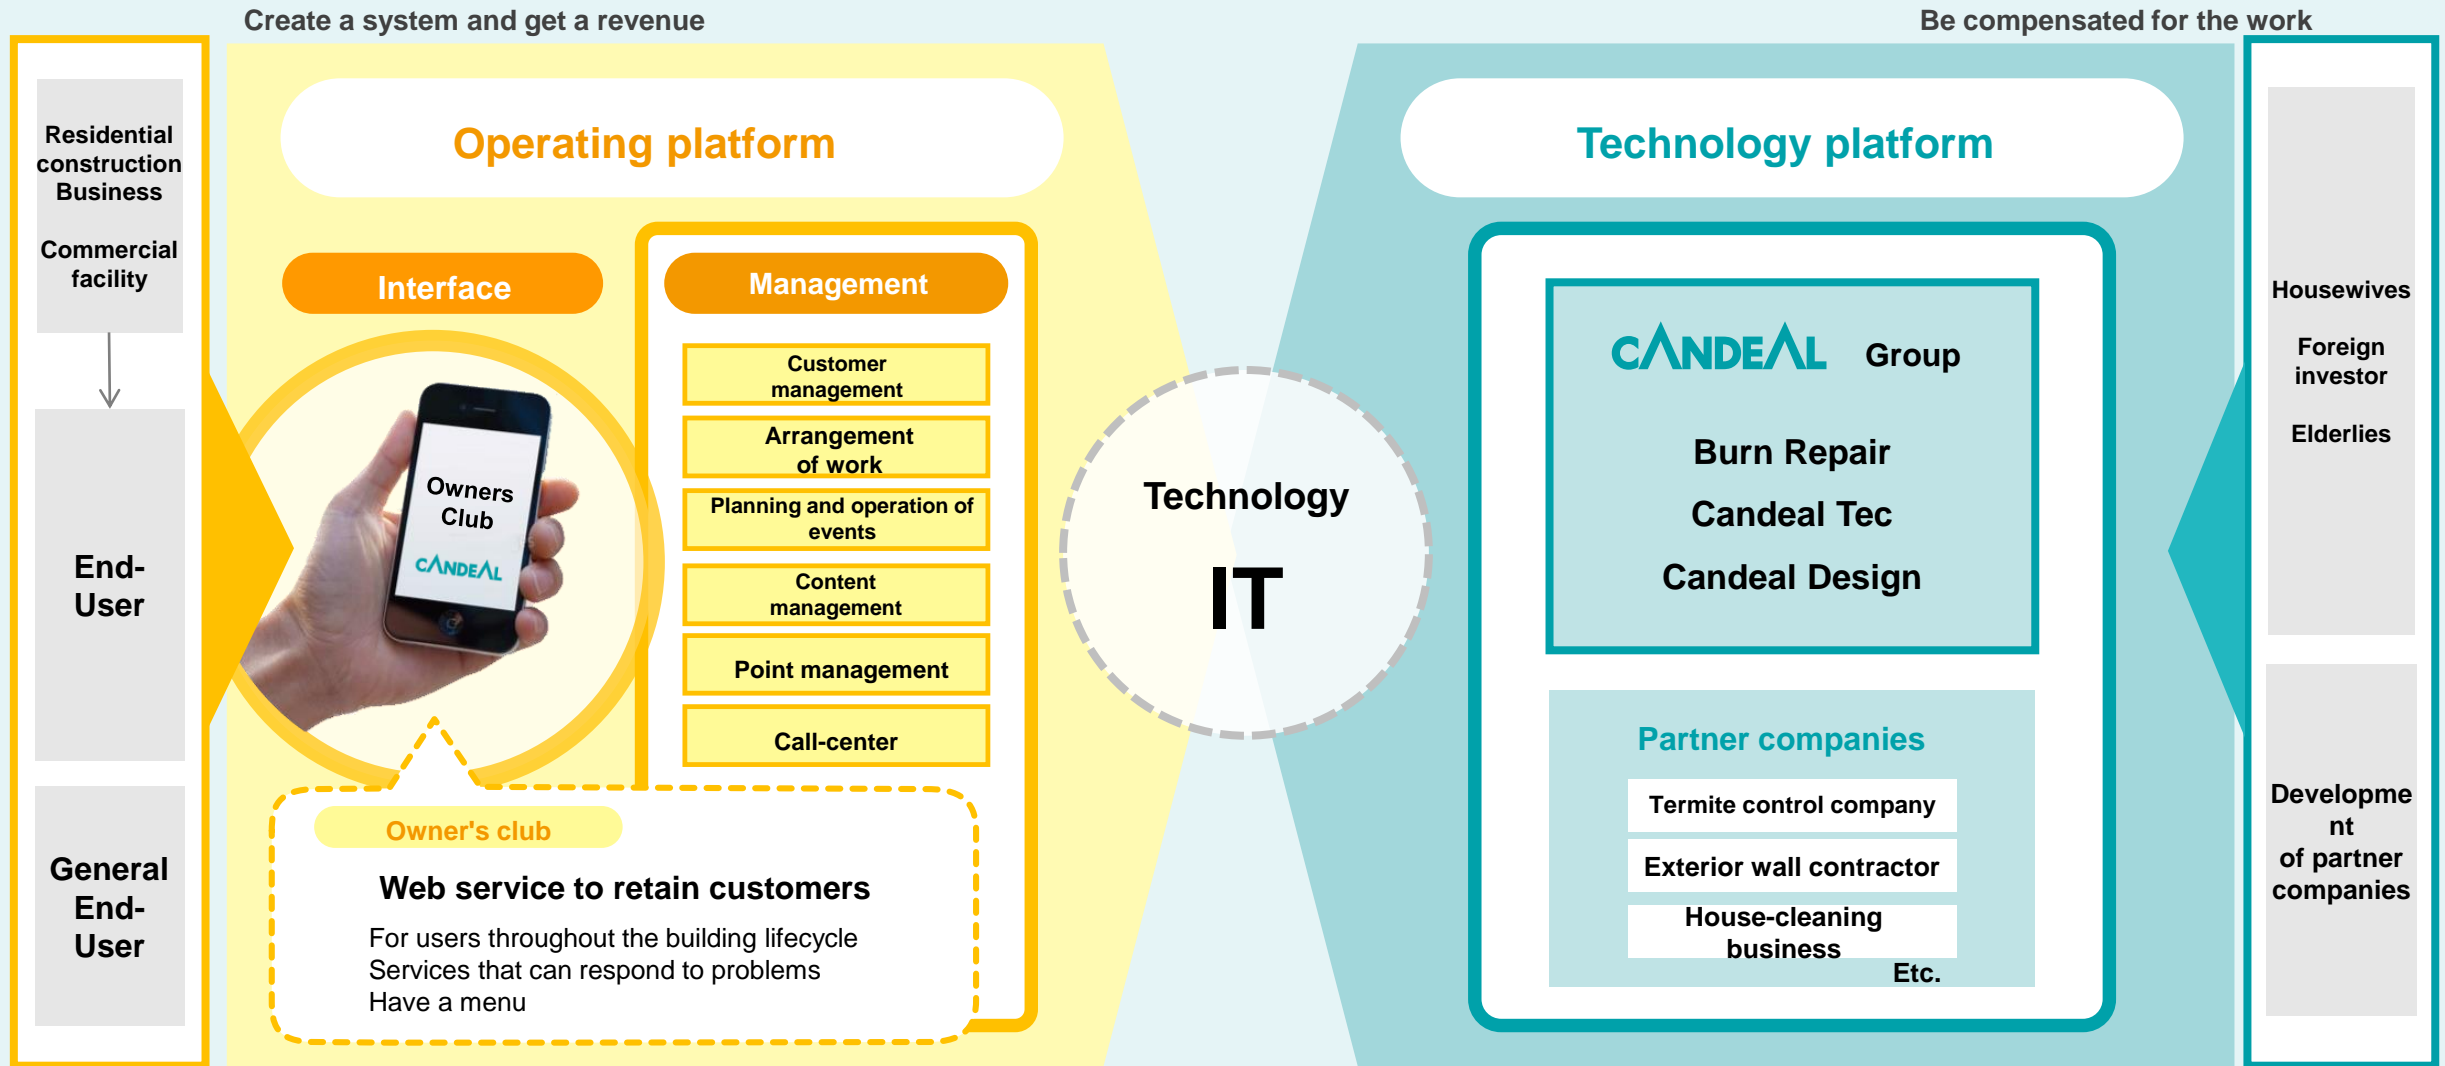 Create a system and get a revenue
Be compensated for the work
Residential
construction
Business
Commercial
facility
End-
User
General
End-
User
Operating platform
Interface
Owners
Club
CANDEAL
Management
Customer
management
Arrangement
of work
Planning and operation of
events
Content
management
Point management
Call-center
Owner's club
Web service to retain customers
For users throughout the building lifecycle
Services that can respond to problems
Have a menu
Technology
IT
Technology platform
CANDEAL Group
Burn Repair
Candeal Tec
Candeal Design
Partner companies
Termite control company
Exterior wall contractor
House-cleaning
business
Etc.
Housewives
Foreign
investor
Elderlies
Developme
nt
of partner
companies